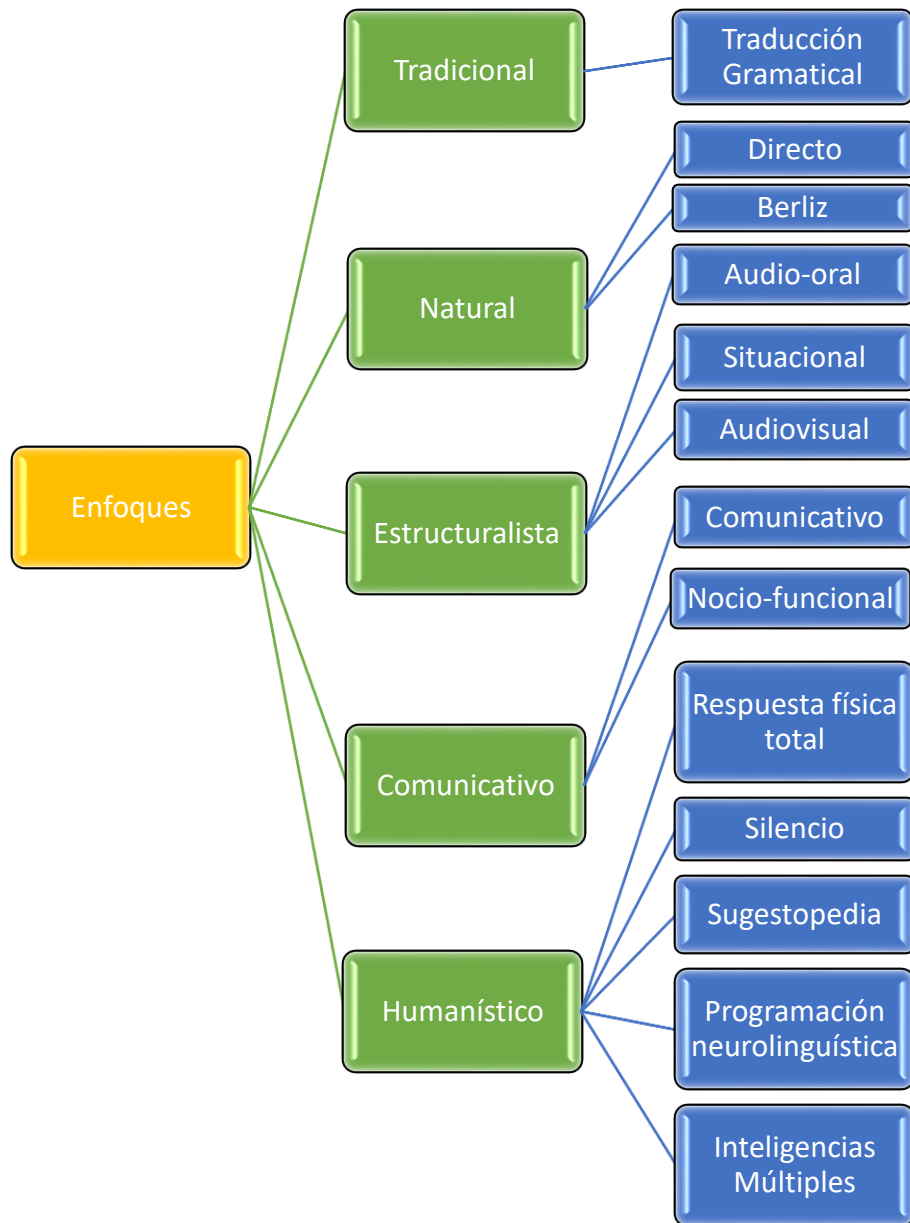 Enfoques
Tradicional
Traducción
Gramatical
Natural
Directo
Berliz
Estructuralista
Audio-oral
Situacional
Audiovisual
Comunicativo
Comunicativo
Nocio-funcional
Humanístico
Respuesta física
total
Silencio
Sugestopedia
Programación
neurolinguística
Inteligencias
Múltiples